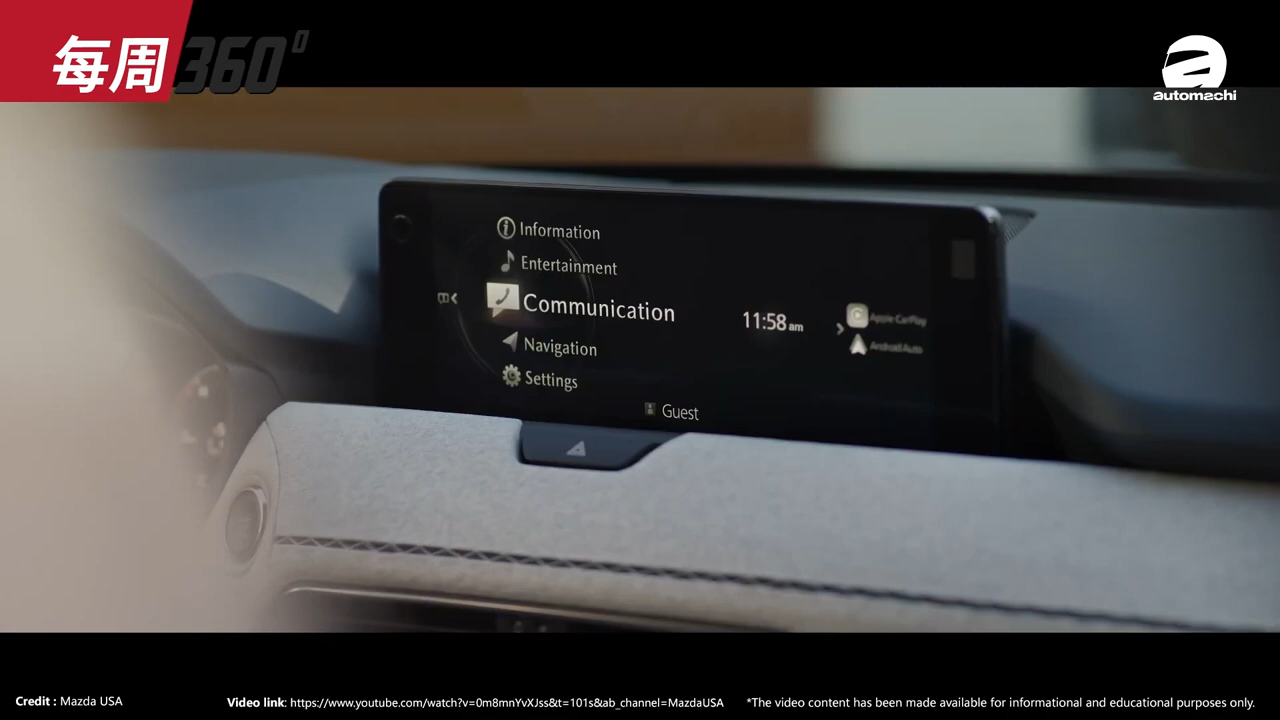 每周360°
automachi
Information
Entertainment
Communication
Navigation
Settings
11:58 am
Apple CarPlay
Android Auto
Guest
Credit : Mazda USA
Video link: https://www.youtube.com/watch?v=0m8mnYvXJss&t=101s&ab_channel=MazdaUSA
*The video content has been made available for informational and educational purposes only.